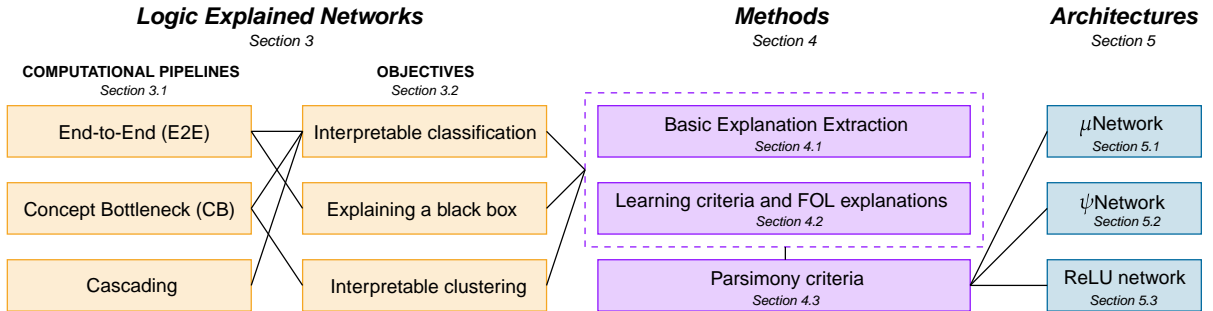 Logic Explained Networks
Section 3
Methods
Section 4
Architectures
Section 5
COMPUTATIONAL PIPELINES
Section 3.1
OBJECTIVES
Section 3.2
End-to-End (E2E)
Interpretable classification
Basic Explanation Extraction
Section 4.1
μNetwork
Section 5.1
Concept Bottleneck (CB)
Explaining a black box
Learning criteria and FOL explanations
Section 4.2
ψNetwork
Section 5.2
Cascading
Interpretable clustering
Parsimony criteria
Section 4.3
ReLU network
Section 5.3